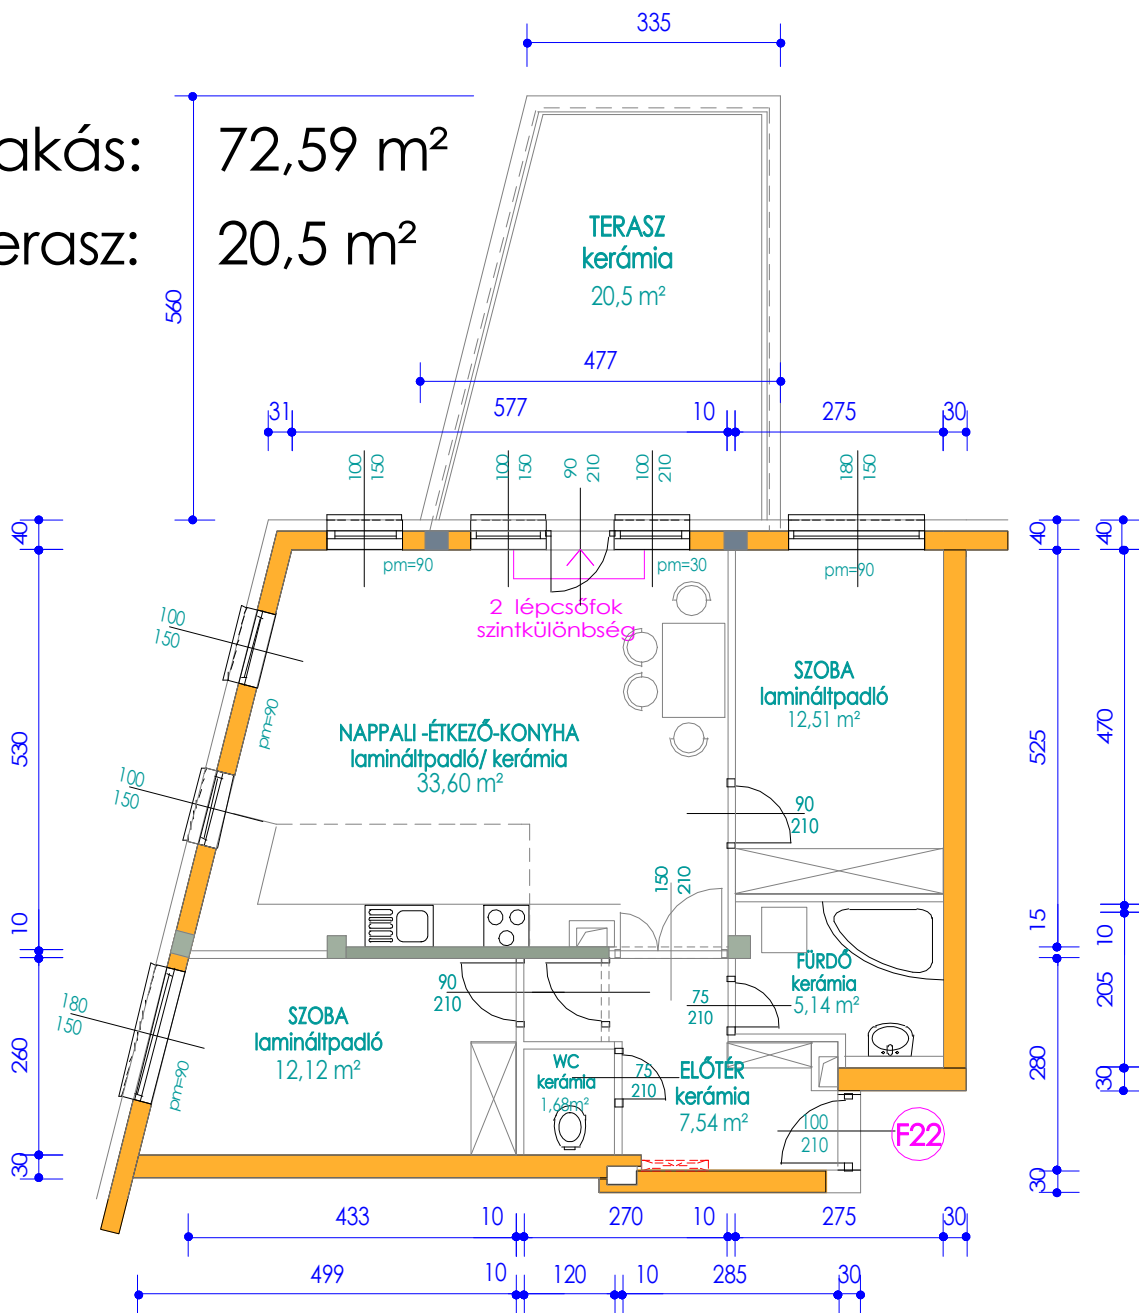 335
akás: 72,59 m²
erasz: 20,5 m²
TERASZ
kerámia
20,5 m²
560
477
31 577 10 275 30
100 150
100 150
90 210
100 210
180 150
40
40
40
pm=90
pm=30
pm=90
2 lépcsőfok
szintkülönbség
100
150
pm=90
SZOBA
lamináltpadló
12,51 m²
NAPPALI -ÉTKEZŐ-KONYHA
lamináltpadló/ kerámia
33,60 m²
530
525
470
100
150
90
210
150 210
10
15
10
FÜRDŐ
kerámia
5,14 m²
90
210
75
210
205
180
150
SZOBA
lamináltpadló
12,12 m²
260
280
WC
kerámia
1,68m²
75
210
ELŐTÉR
kerámia
7,54 m²
pm=90
30
100
210
F22
30
30
433 10 270 10 275 30
499 10 120 10 285 30